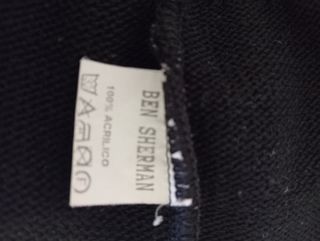 BEN SHERMAN
100% ACRILICO